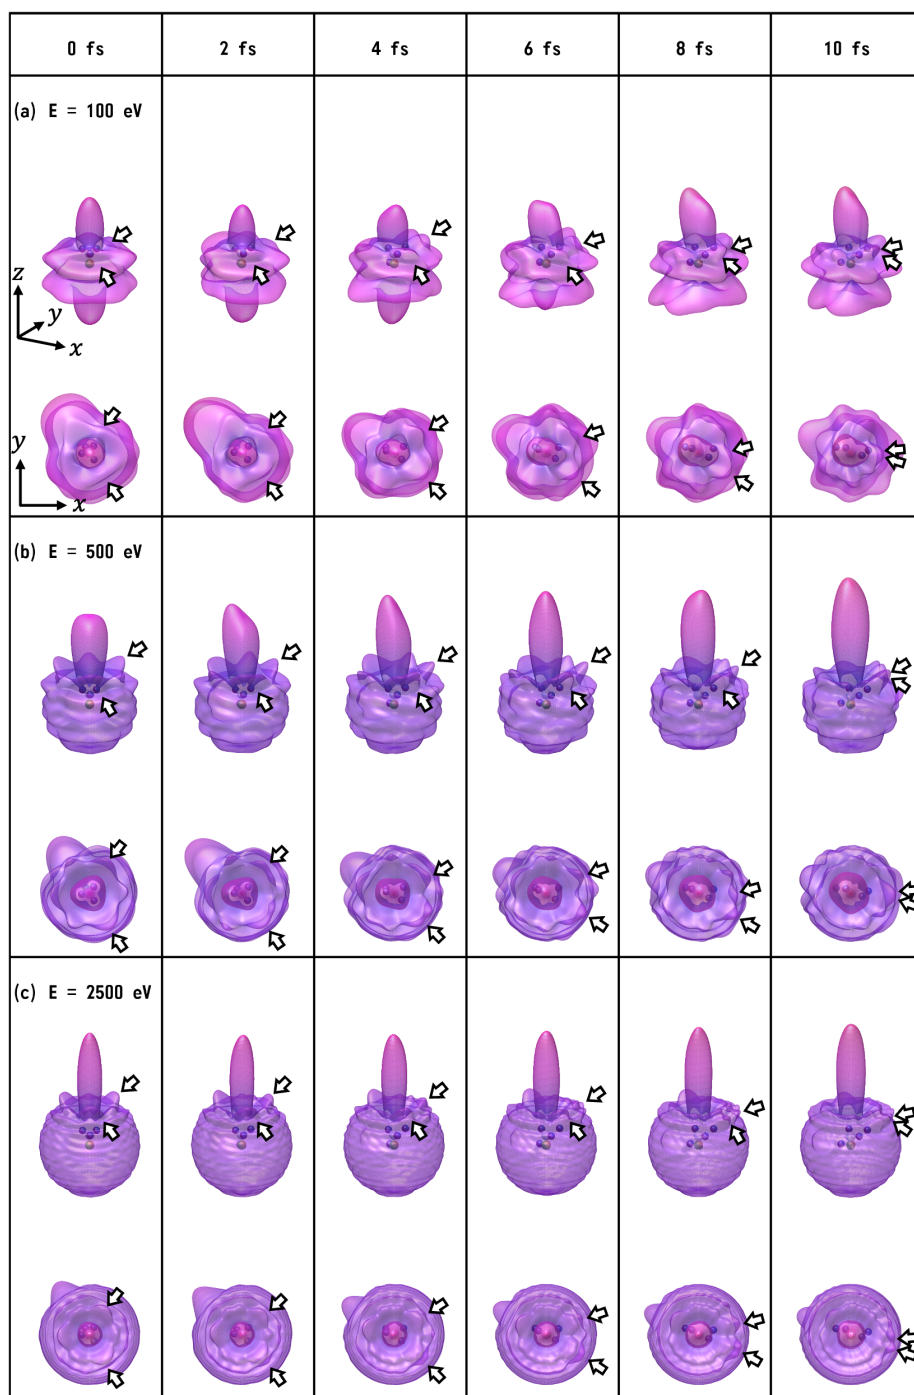 0 fs 2 fs 4 fs 6 fs 8 fs 10 fs
(a) E = 100 eV
z
y
x
y
x
(b) E = 500 eV
(c) E = 2500 eV